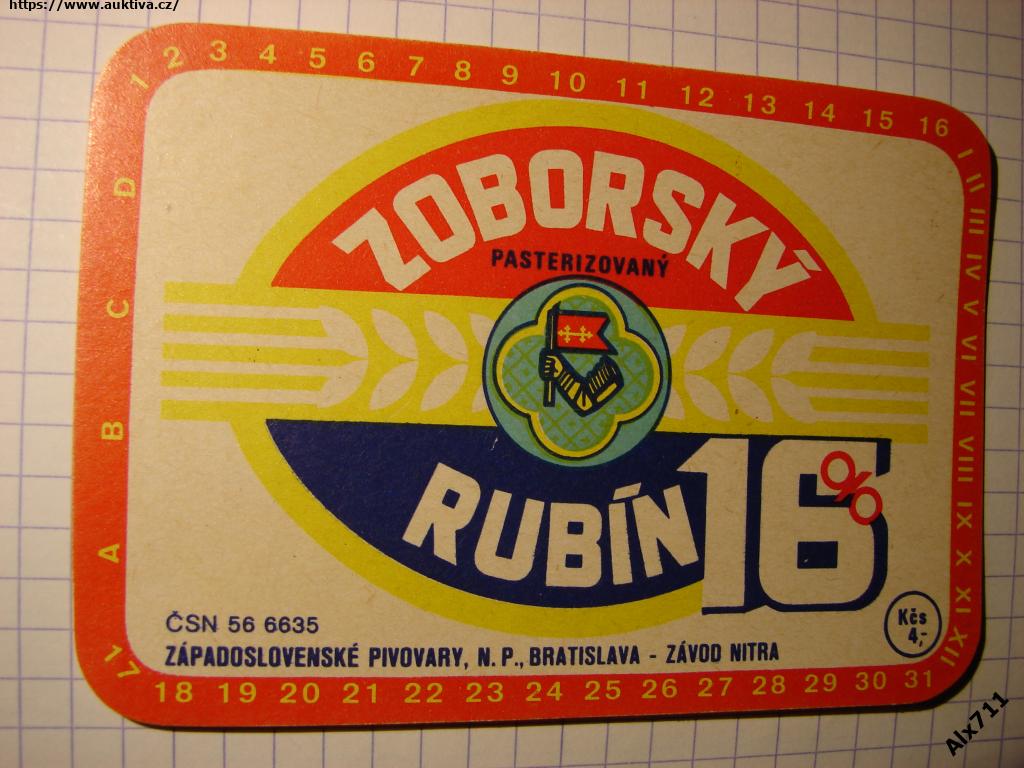 https://www.auktiva.cz/
1 2 3 4 5 6 7 8 9 10 11 12 13 14 15 16
I II III IV V VI VII VIII IX X XI XII
D
C
B
A
ZOBORSKÝ
PASTERIZOVANÝ
RUBÍN 16%
Kčs
4,-
ČSN 56 6635
ZÁPADOSLOVENSKÉ PIVOVARY, N. P., BRATISLAVA - ZÁVOD NITRA
17 18 19 20 21 22 23 24 25 26 27 28 29 30 31
Alx711